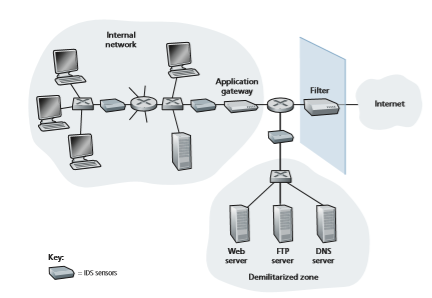 Internal
network
Application
gateway
Filter
Internet
Web
server
FTP
server
DNS
server
Demilitarized zone
Key:
= IDS sensors